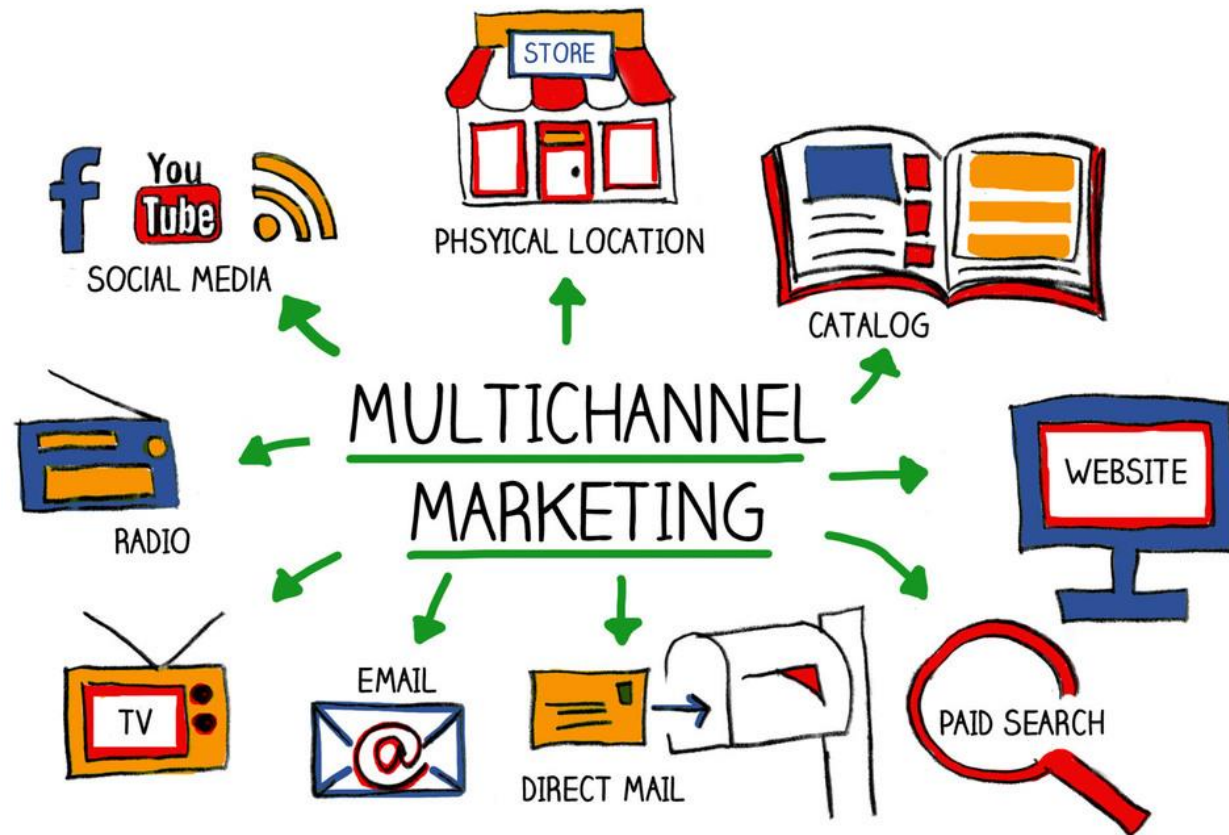 STORE
PHSYICAL LOCATION
f
You
Tube
SOCIAL MEDIA
CATALOG
MULTICHANNEL
MARKETING
WEBSITE
RADIO
TV
EMAIL
@
DIRECT MAIL
PAID SEARCH